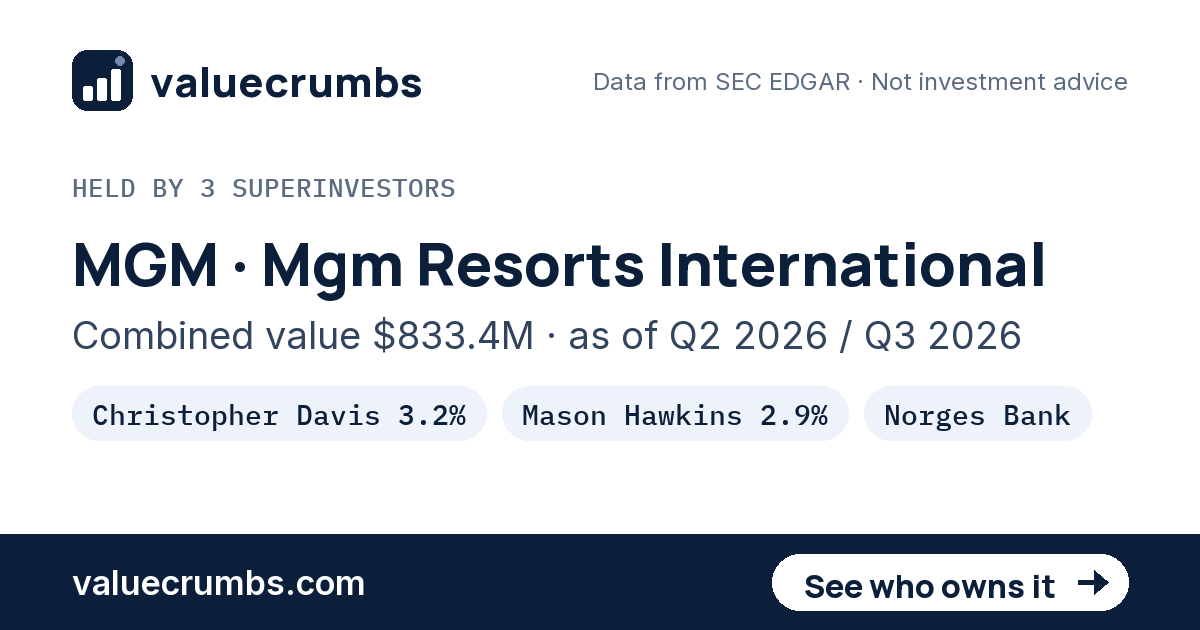 valuecrumbs
Data from SEC EDGAR · Not investment advice
HELD BY 3 SUPERINVESTORS
MGM · Mgm Resorts International
Combined value $833.4M · as of Q2 2026 / Q3 2026
Christopher Davis 3.2%
Mason Hawkins 2.9%
Norges Bank
valuecrumbs.com
See who owns it →